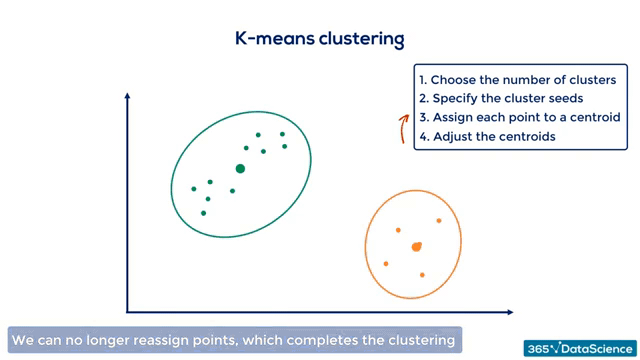 K-means clustering
1. Choose the number of clusters
2. Specify the cluster seeds
3. Assign each point to a centroid
4. Adjust the centroids
We can no longer reassign points, which completes the clustering
365 DataScience